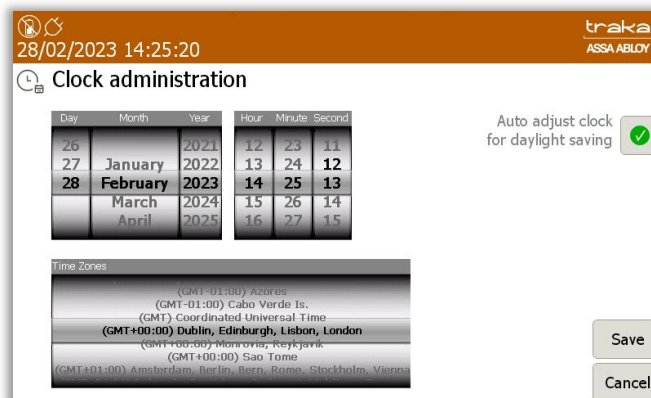 traka
28/02/2023 14:25:20
ASSA ABLOY
Clock administration
Day Month Year Hour Minute Second
26 2021 12 23 11
27 January 2022 13 24 12
28 February 2023 14 25 13
March 2024 15 26 14
April 2025 16 27 15
Auto adjust clock
for daylight saving
Time Zones
(GMT-01:00) Azores
(GMT-01:00) Cabo Verde Is.
(GMT) Coordinated Universal Time
(GMT+00:00) Dublin, Edinburgh, Lisbon, London
(GMT+00:00) Monrovia, Reykjavik
(GMT+00:00) Sao Tome
(GMT+01:00) Amsterdam, Berlin, Bern, Rome, Stockholm, Vienna
Save
Cancel